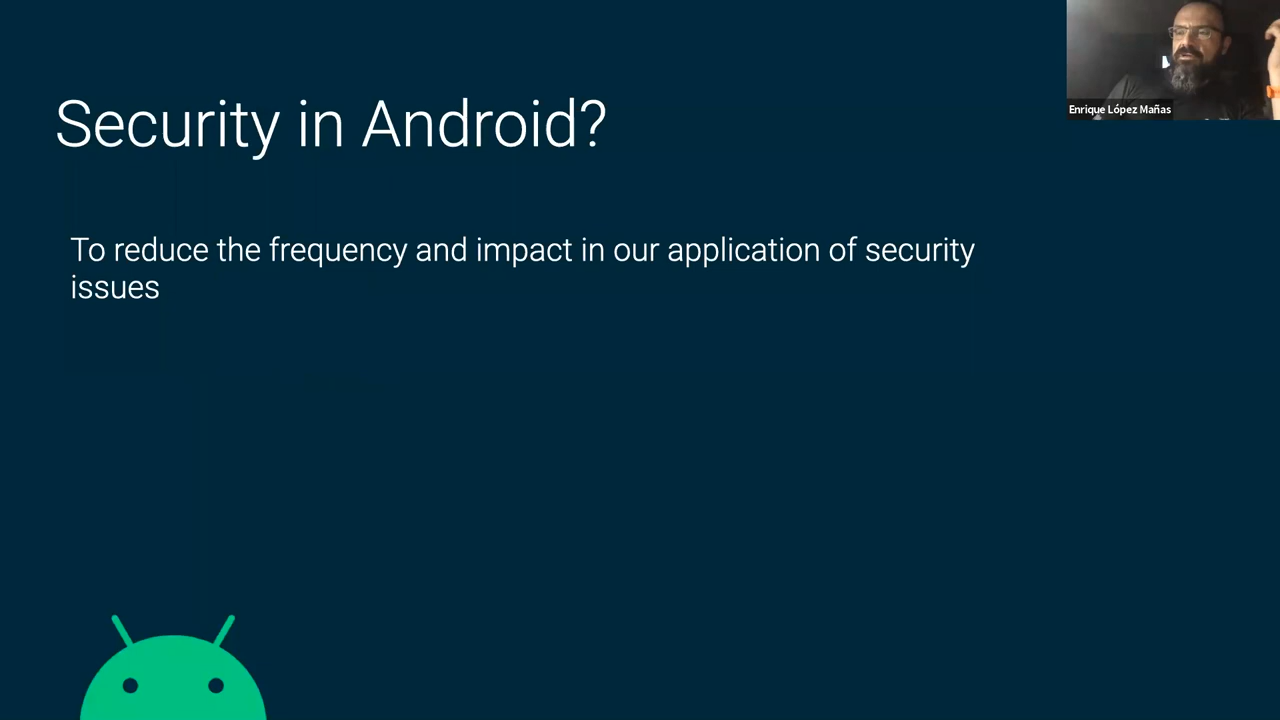 Security in Android?
To reduce the frequency and impact in our application of security
issues
Enrique López Mañas